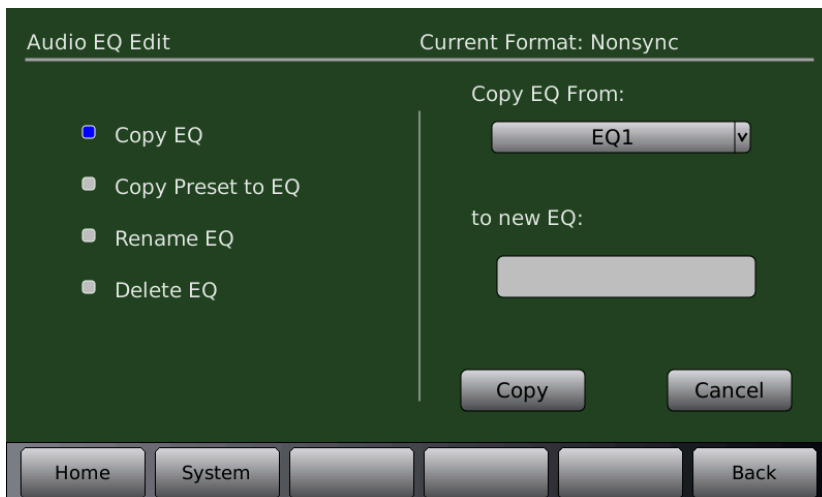 Audio EQ Edit
Current Format: Nonsync
Copy EQ
Copy Preset to EQ
Rename EQ
Delete EQ
Copy EQ From:
EQ1
to new EQ:
Copy
Cancel
Home
System
Back